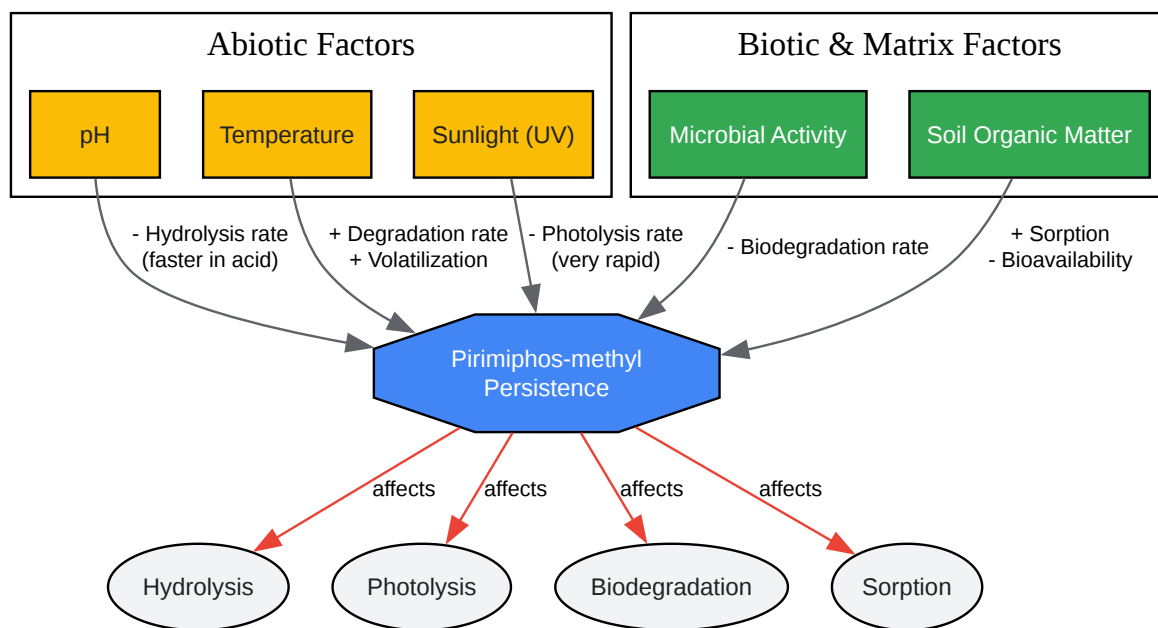 Abiotic Factors
Biotic & Matrix Factors
pH
Temperature
Sunlight (UV)
Microbial Activity
Soil Organic Matter
- Hydrolysis rate
(faster in acid)
+ Degradation rate
+ Volatilization
- Photolysis rate
(very rapid)
- Biodegradation rate
+ Sorption
- Bioavailability
Pirimiphos-methyl
Persistence
affects
affects
affects
affects
Hydrolysis
Photolysis
Biodegradation
Sorption